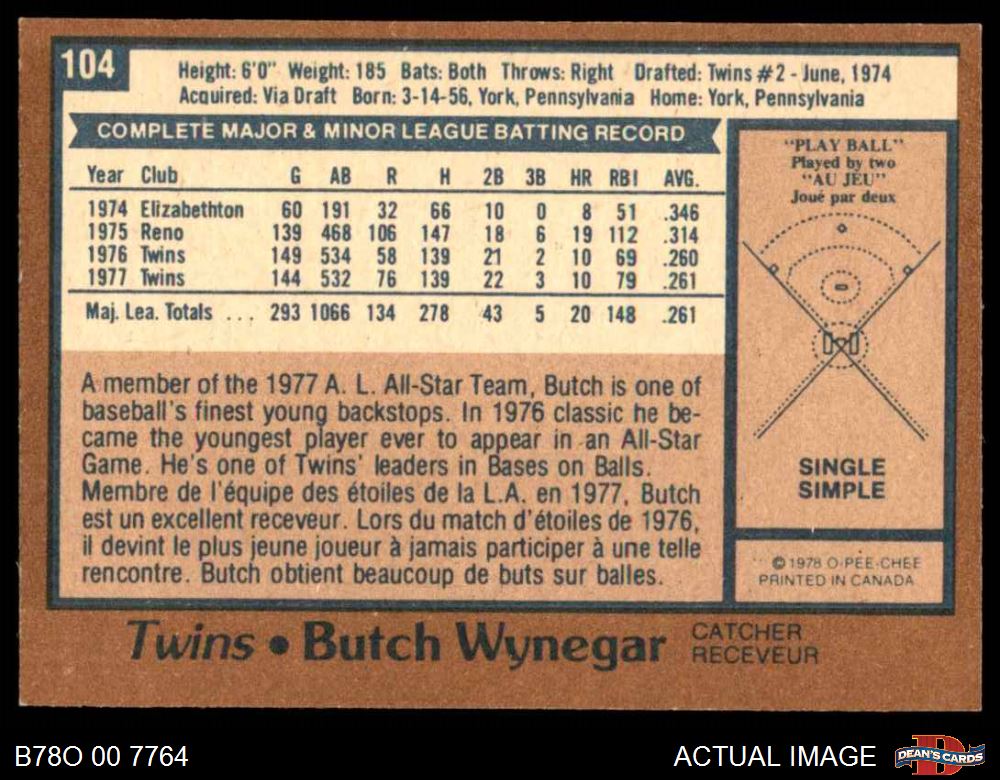 104
Height: 6'0" Weight: 185 Bats: Both Throws: Right Drafted: Twins #2 - June, 1974
Acquired: Via Draft Born: 3-14-56, York, Pennsylvania Home: York, Pennsylvania
COMPLETE MAJOR & MINOR LEAGUE BATTING RECORD
Year Club G AB R H 2B 3B HR RBI AVG.
1974 Elizabethton 60 191 32 66 10 0 8 51 .346
1975 Reno 139 468 106 147 18 6 19 112 .314
1976 Twins 149 534 58 139 21 2 10 69 .260
1977 Twins 144 532 76 139 22 3 10 79 .261
Maj. Lea. Totals ... 293 1066 134 278 43 5 20 148 .261
A member of the 1977 A. L. All-Star Team, Butch is one of
baseball's finest young backstops. In 1976 classic he be-
came the youngest player ever to appear in an All-Star
Game. He's one of Twins' leaders in Bases on Balls.
Membre de l'équipe des étoiles de la L.A. en 1977, Butch
est un excellent receveur. Lors du match d'étoiles de 1976,
il devint le plus jeune joueur à jamais participer à une telle
rencontre. Butch obtient beaucoup de buts sur balles.
"PLAY BALL"
Played by two
"AU JEU"
Joué par deux
SINGLE
SIMPLE
©1978 O-PEE-CHEE
PRINTED IN CANADA
Twins • Butch Wynegar
CATCHER
RECEVEUR
B78O 00 7764
ACTUAL IMAGE
D
DEAN'S CARDS